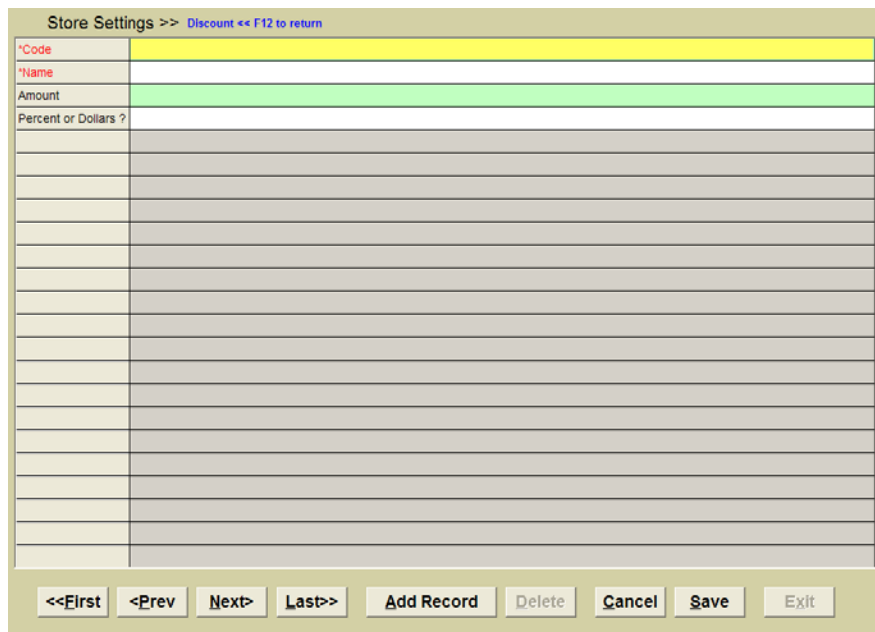 Store Settings >> Discount << F12 to return
*Code
*Name
Amount
Percent or Dollars ?
<<First <Prev Next> Last>> Add Record Delete Cancel Save Exit